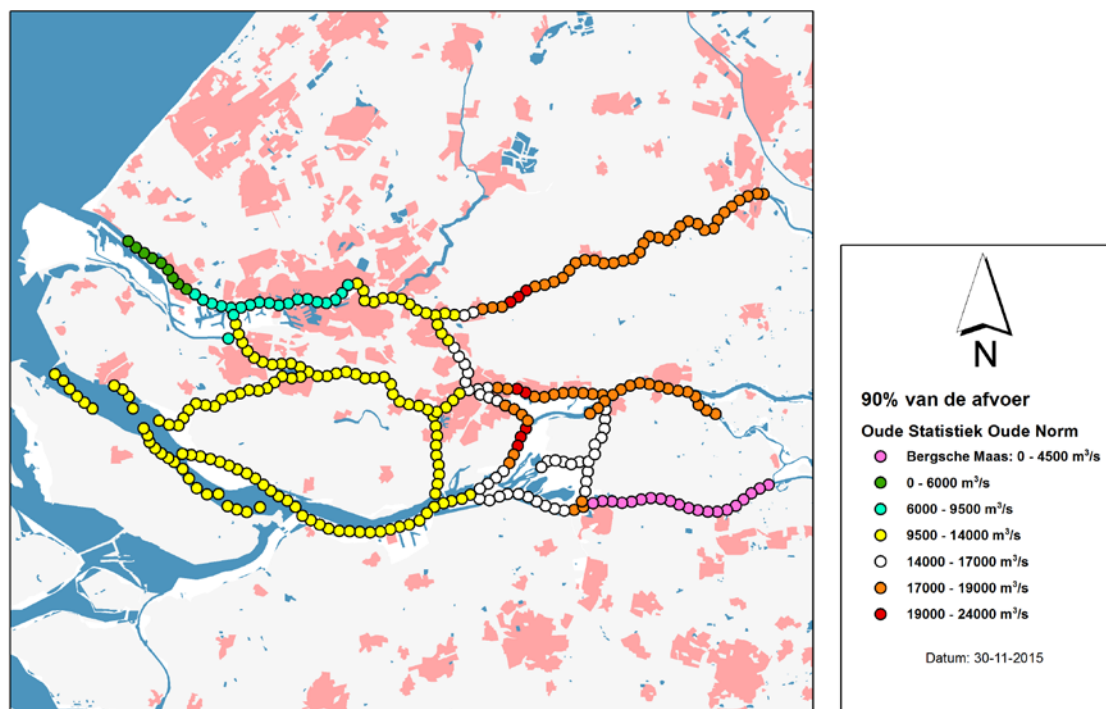 N
90% van de afvoer
Oude Statistiek Oude Norm
Bergsche Maas: 0 - 4500 m³/s
0 - 6000 m³/s
6000 - 9500 m³/s
9500 - 14000 m³/s
14000 - 17000 m³/s
17000 - 19000 m³/s
19000 - 24000 m³/s
Datum: 30-11-2015